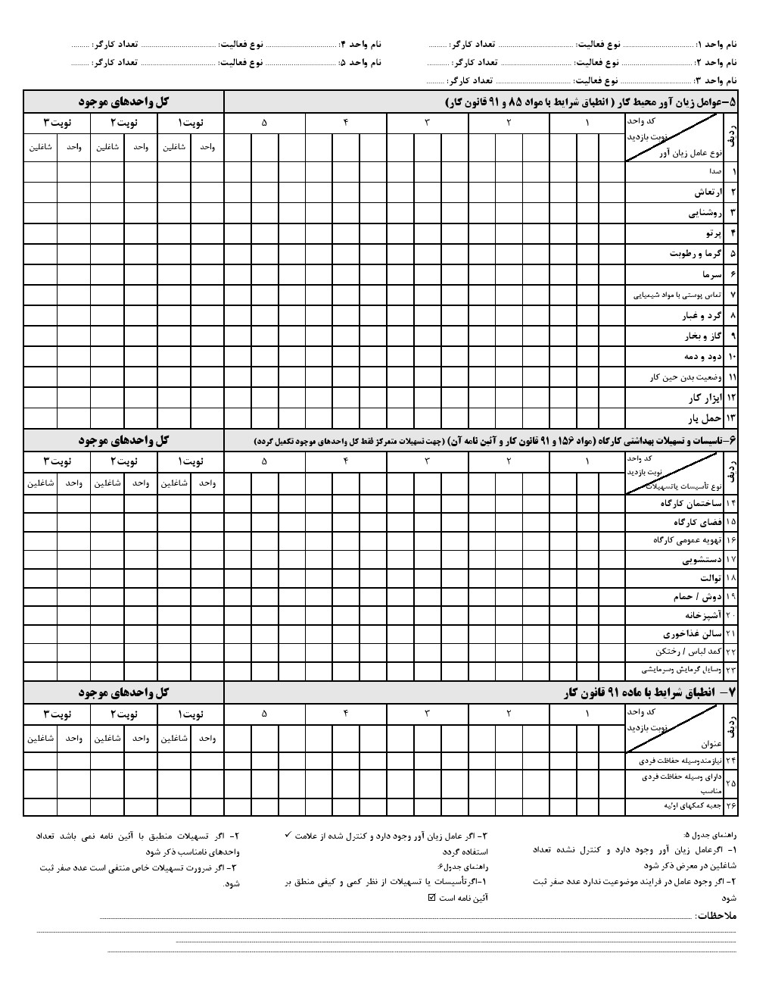 نام واحد ۱: .......... نوع فعالیت: .......... تعداد کارگر: ..........
نام واحد ۲: .......... نوع فعالیت: .......... تعداد کارگر: ..........
نام واحد ۳: .......... نوع فعالیت: .......... تعداد کارگر: ..........
نام واحد ۴: .......... نوع فعالیت: .......... تعداد کارگر: ..........
نام واحد ۵: .......... نوع فعالیت: .......... تعداد کارگر: ..........
۵-عوامل زیان آور محیط کار ( انطباق شرایط با مواد ۸۵ و ۹۱ قانون کار) کل واحدهای موجود
ردیف کد واحد ۱ ۲ ۳ ۴ ۵ نوبت۱ نوبت۲ نوبت۳
نوبت بازدید
نوع عامل زیان آور واحد شاغلین واحد شاغلین واحد شاغلین
۱ صدا
۲ ارتعاش
۳ روشنایی
۴ پرتو
۵ گرما و رطوبت
۶ سرما
۷ تماس پوستی با مواد شیمیایی
۸ گرد و غبار
۹ گاز و بخار
۱۰ دود و دمه
۱۱ وضعیت بدن حین کار
۱۲ ابزار کار
۱۳ حمل بار
۶-تاسیسات و تسهیلات بهداشتی کارگاه (مواد ۱۵۶ و ۹۱ قانون کار و آئین نامه آن) (جهت تسهیلات متمرکز فقط کل واحدهای موجود تکمیل گردد) کل واحدهای موجود
ردیف کد واحد ۱ ۲ ۳ ۴ ۵ نوبت۱ نوبت۲ نوبت۳
نوبت بازدید
نوع تأسیسات یاتسهیلات واحد شاغلین واحد شاغلین واحد شاغلین
۱۴ ساختمان کارگاه
۱۵ فضای کارگاه
۱۶ تهویه عمومی کارگاه
۱۷ دستشویی
۱۸ توالت
۱۹ دوش / حمام
۲۰ آشپزخانه
۲۱ سالن غذاخوری
۲۲ کمد لباس / رختکن
۲۳ وسایل گرمایش وسرمایشی
۷- انطباق شرایط با ماده ۹۱ قانون کار کل واحدهای موجود
ردیف کد واحد ۱ ۲ ۳ ۴ ۵ نوبت۱ نوبت۲ نوبت۳
نوبت بازدید
عنوان واحد شاغلین واحد شاغلین واحد شاغلین
۲۴ نیازمندوسیله حفاظت فردی
۲۵ دارای وسیله حفاظت فردی
مناسب
۲۶ جعبه کمکهای اولیه
راهنمای جدول ۵:
۱- اگرعامل زیان آور وجود دارد و کنترل نشده تعداد
شاغلین در معرض ذکر شود
۲- اگر وجود عامل در فرایند موضوعیت ندارد عدد صفر ثبت
شود
۳- اگر عامل زیان آور وجود دارد و کنترل شده از علامت ✓
استفاده گردد
راهنمای جدول۶:
۱-اگرتأسیسات یا تسهیلات از نظر کمی و کیفی منطق بر
آئین نامه است ☑
۲- اگر تسهیلات منطبق با آئین نامه نمی باشد تعداد
واحدهای نامناسب ذکر شود
۳- اگر ضرورت تسهیلات خاص منتفی است عدد صفر ثبت
شود.
ملاحظات: ..........